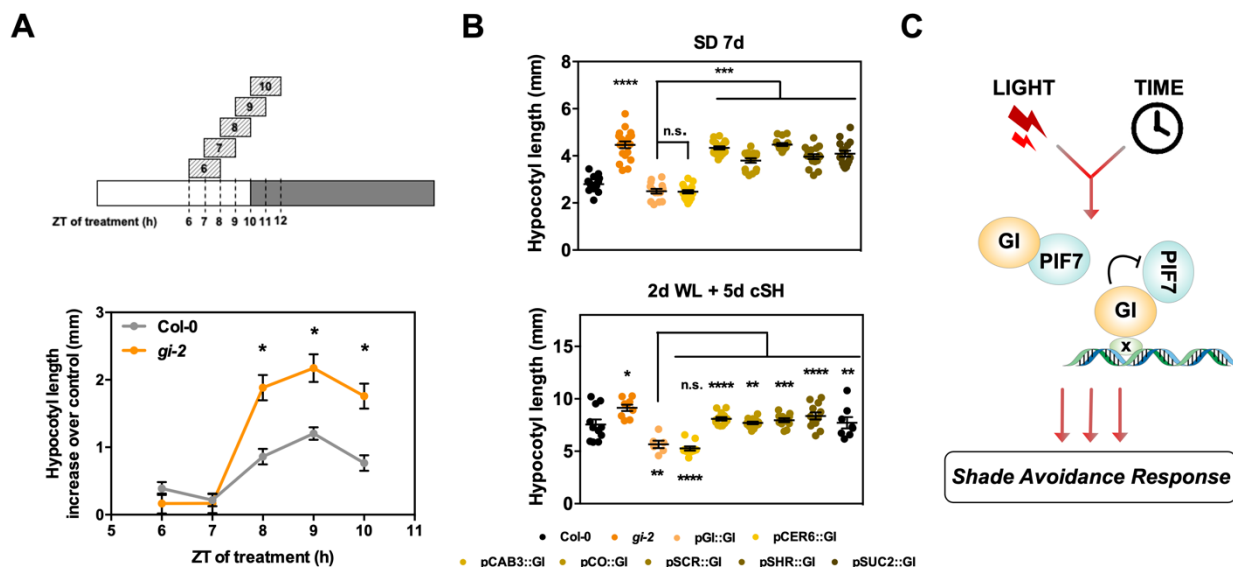 A
10
9
8
7
6
ZT of treatment (h)
6 7 8 9 10 11 12
Hypocotyl length
increase over control (mm)
3
2
1
0
Col-0
gi-2
*
*
*
5 6 7 8 9 10 11
ZT of treatment (h)
B
SD 7d
Hypocotyl length (mm)
6
4
2
0
****
***
n.s.
2d WL + 5d cSH
Hypocotyl length (mm)
15
10
5
0
*
n.s.
**** ** *** **** **
**
****
Col-0 gi-2 pGI::GI pCER6::GI
pCAB3::GI pCO::GI pSCR::GI pSHR::GI pSUC2::GI
C
LIGHT TIME
GI
PIF7
PIF7
GI
x
Shade Avoidance Response